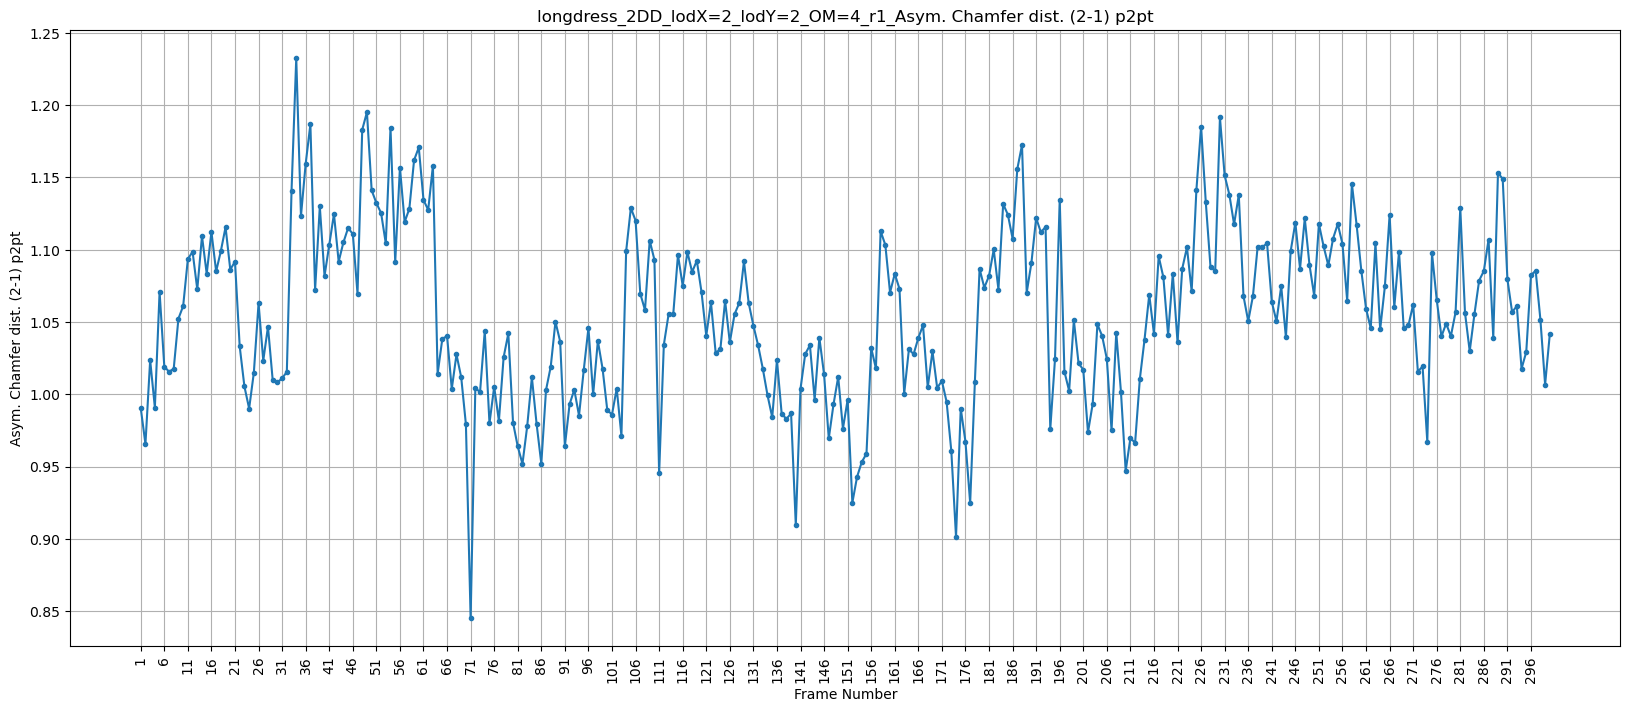 longdress_2DD_lodX=2_lodY=2_OM=4_r1_Asym. Chamfer dist. (2-1) p2pt
1.25
1.20
1.15
1.10
1.05
1.00
0.95
0.90
0.85
Asym. Chamfer dist. (2-1) p2pt
1 6 11 16 21 26 31 36 41 46 51 56 61 66 71 76 81 86 91 96 101 106 111 116 121 126 131 136 141 146 151 156 161 166 171 176 181 186 191 196 201 206 211 216 221 226 231 236 241 246 251 256 261 266 271 276 281 286 291 296
Frame Number